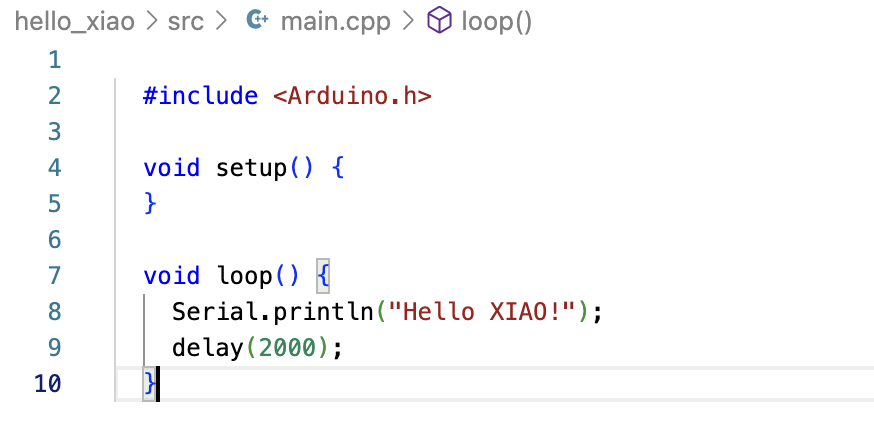 hello_xiao > src > main.cpp > loop()
1
2 #include <Arduino.h>
3
4 void setup() {
5 }
6
7 void loop() {
8   Serial.println("Hello XIAO!");
9   delay(2000);
10 }